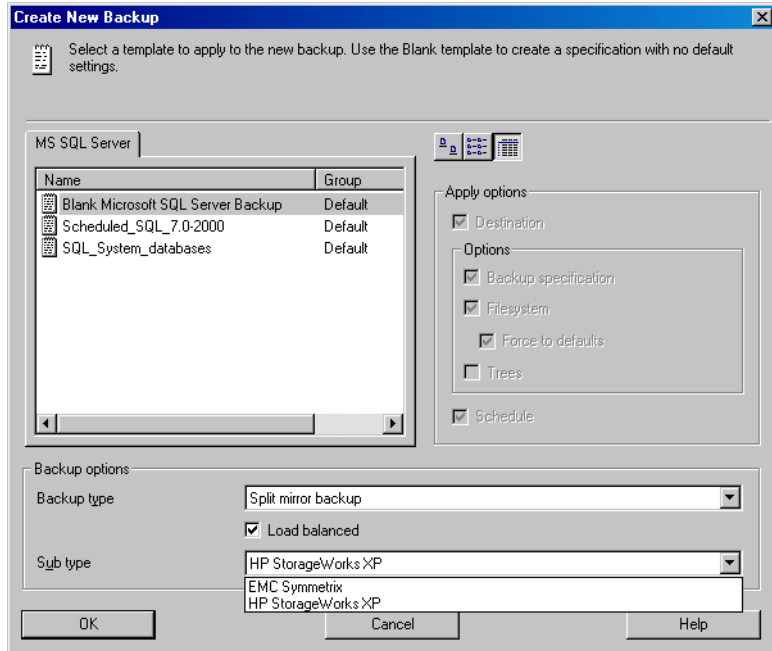 Create New Backup
Select a template to apply to the new backup. Use the Blank template to create a specification with no default
settings.
MS SQL Server
Name Group
Blank Microsoft SQL Server Backup Default
Scheduled_SQL_7.0-2000 Default
SQL_System_databases Default
Apply options
Destination
Options
Backup specification
Filesystem
Force to defaults
Trees
Schedule
Backup options
Backup type Split mirror backup
Load balanced
Sub type HP StorageWorks XP
EMC Symmetrix
HP StorageWorks XP
OK Cancel Help